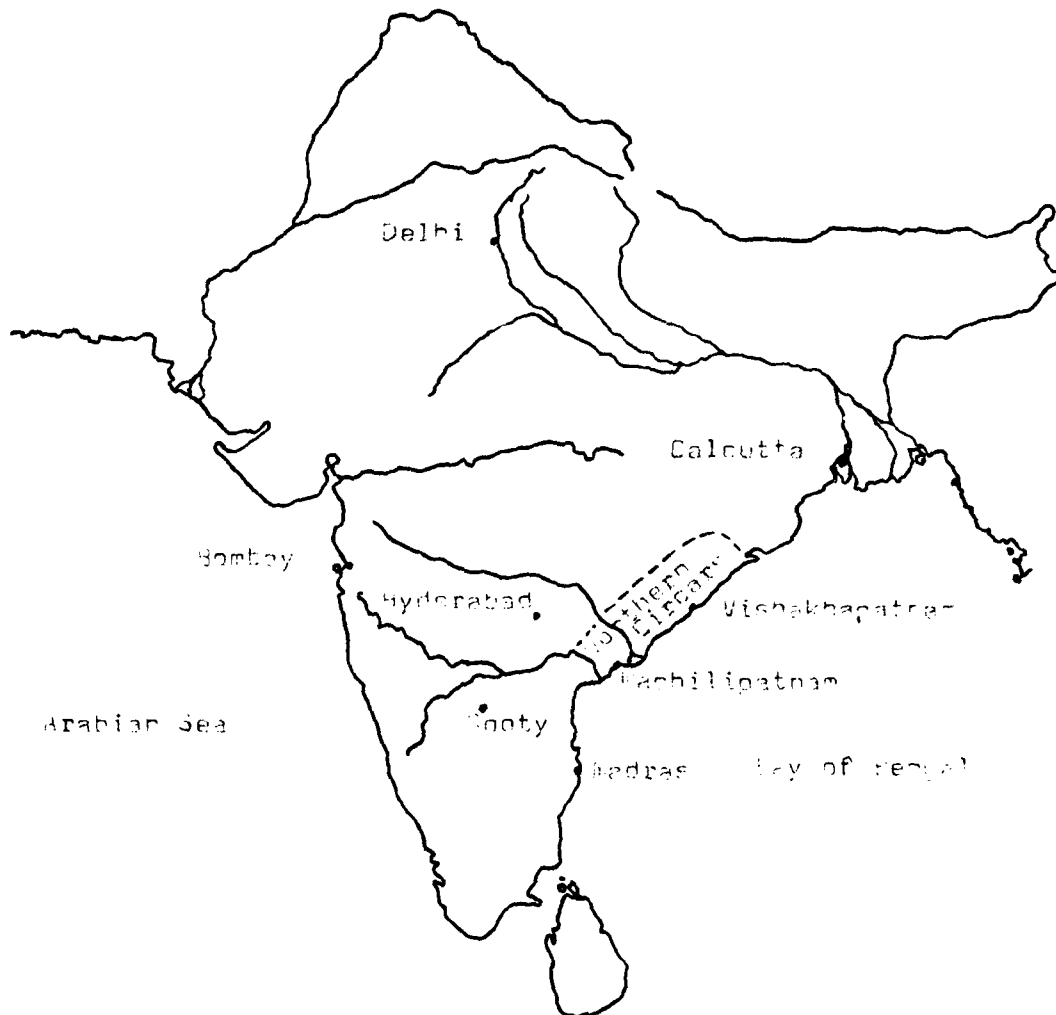 Delhi
Calcutta
Bombay
Hyderabad
Northern
Circars
Vishakhapatnam
Machilipatnam
Arabian Sea
Gooty
Madras
Bay of Bengal